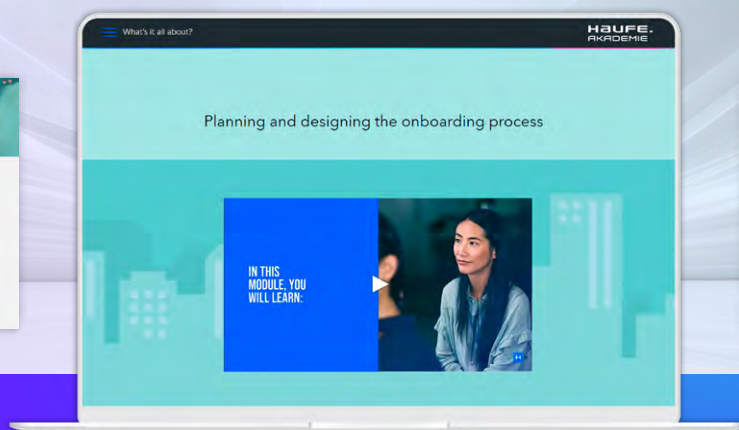 What's it all about?
HAUFE.
AKADEMIE
Planning and designing the onboarding process
IN THIS
MODULE, YOU
WILL LEARN:
H